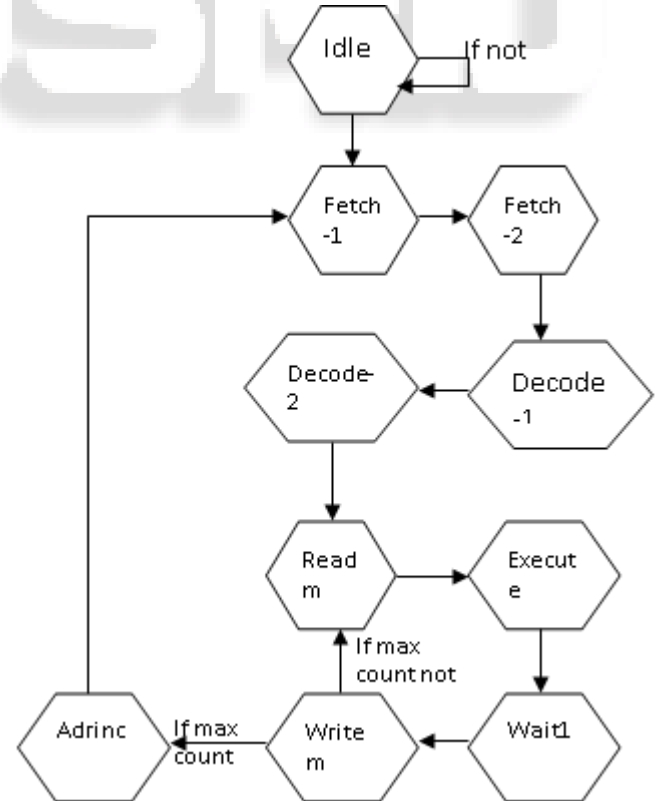 Idle
If not
Fetch
-1
Fetch
-2
Decode-
2
Decode
-1
Read
m
Execut
e
If max
count not
Adrinc
If max
count
Write
m
Wait1